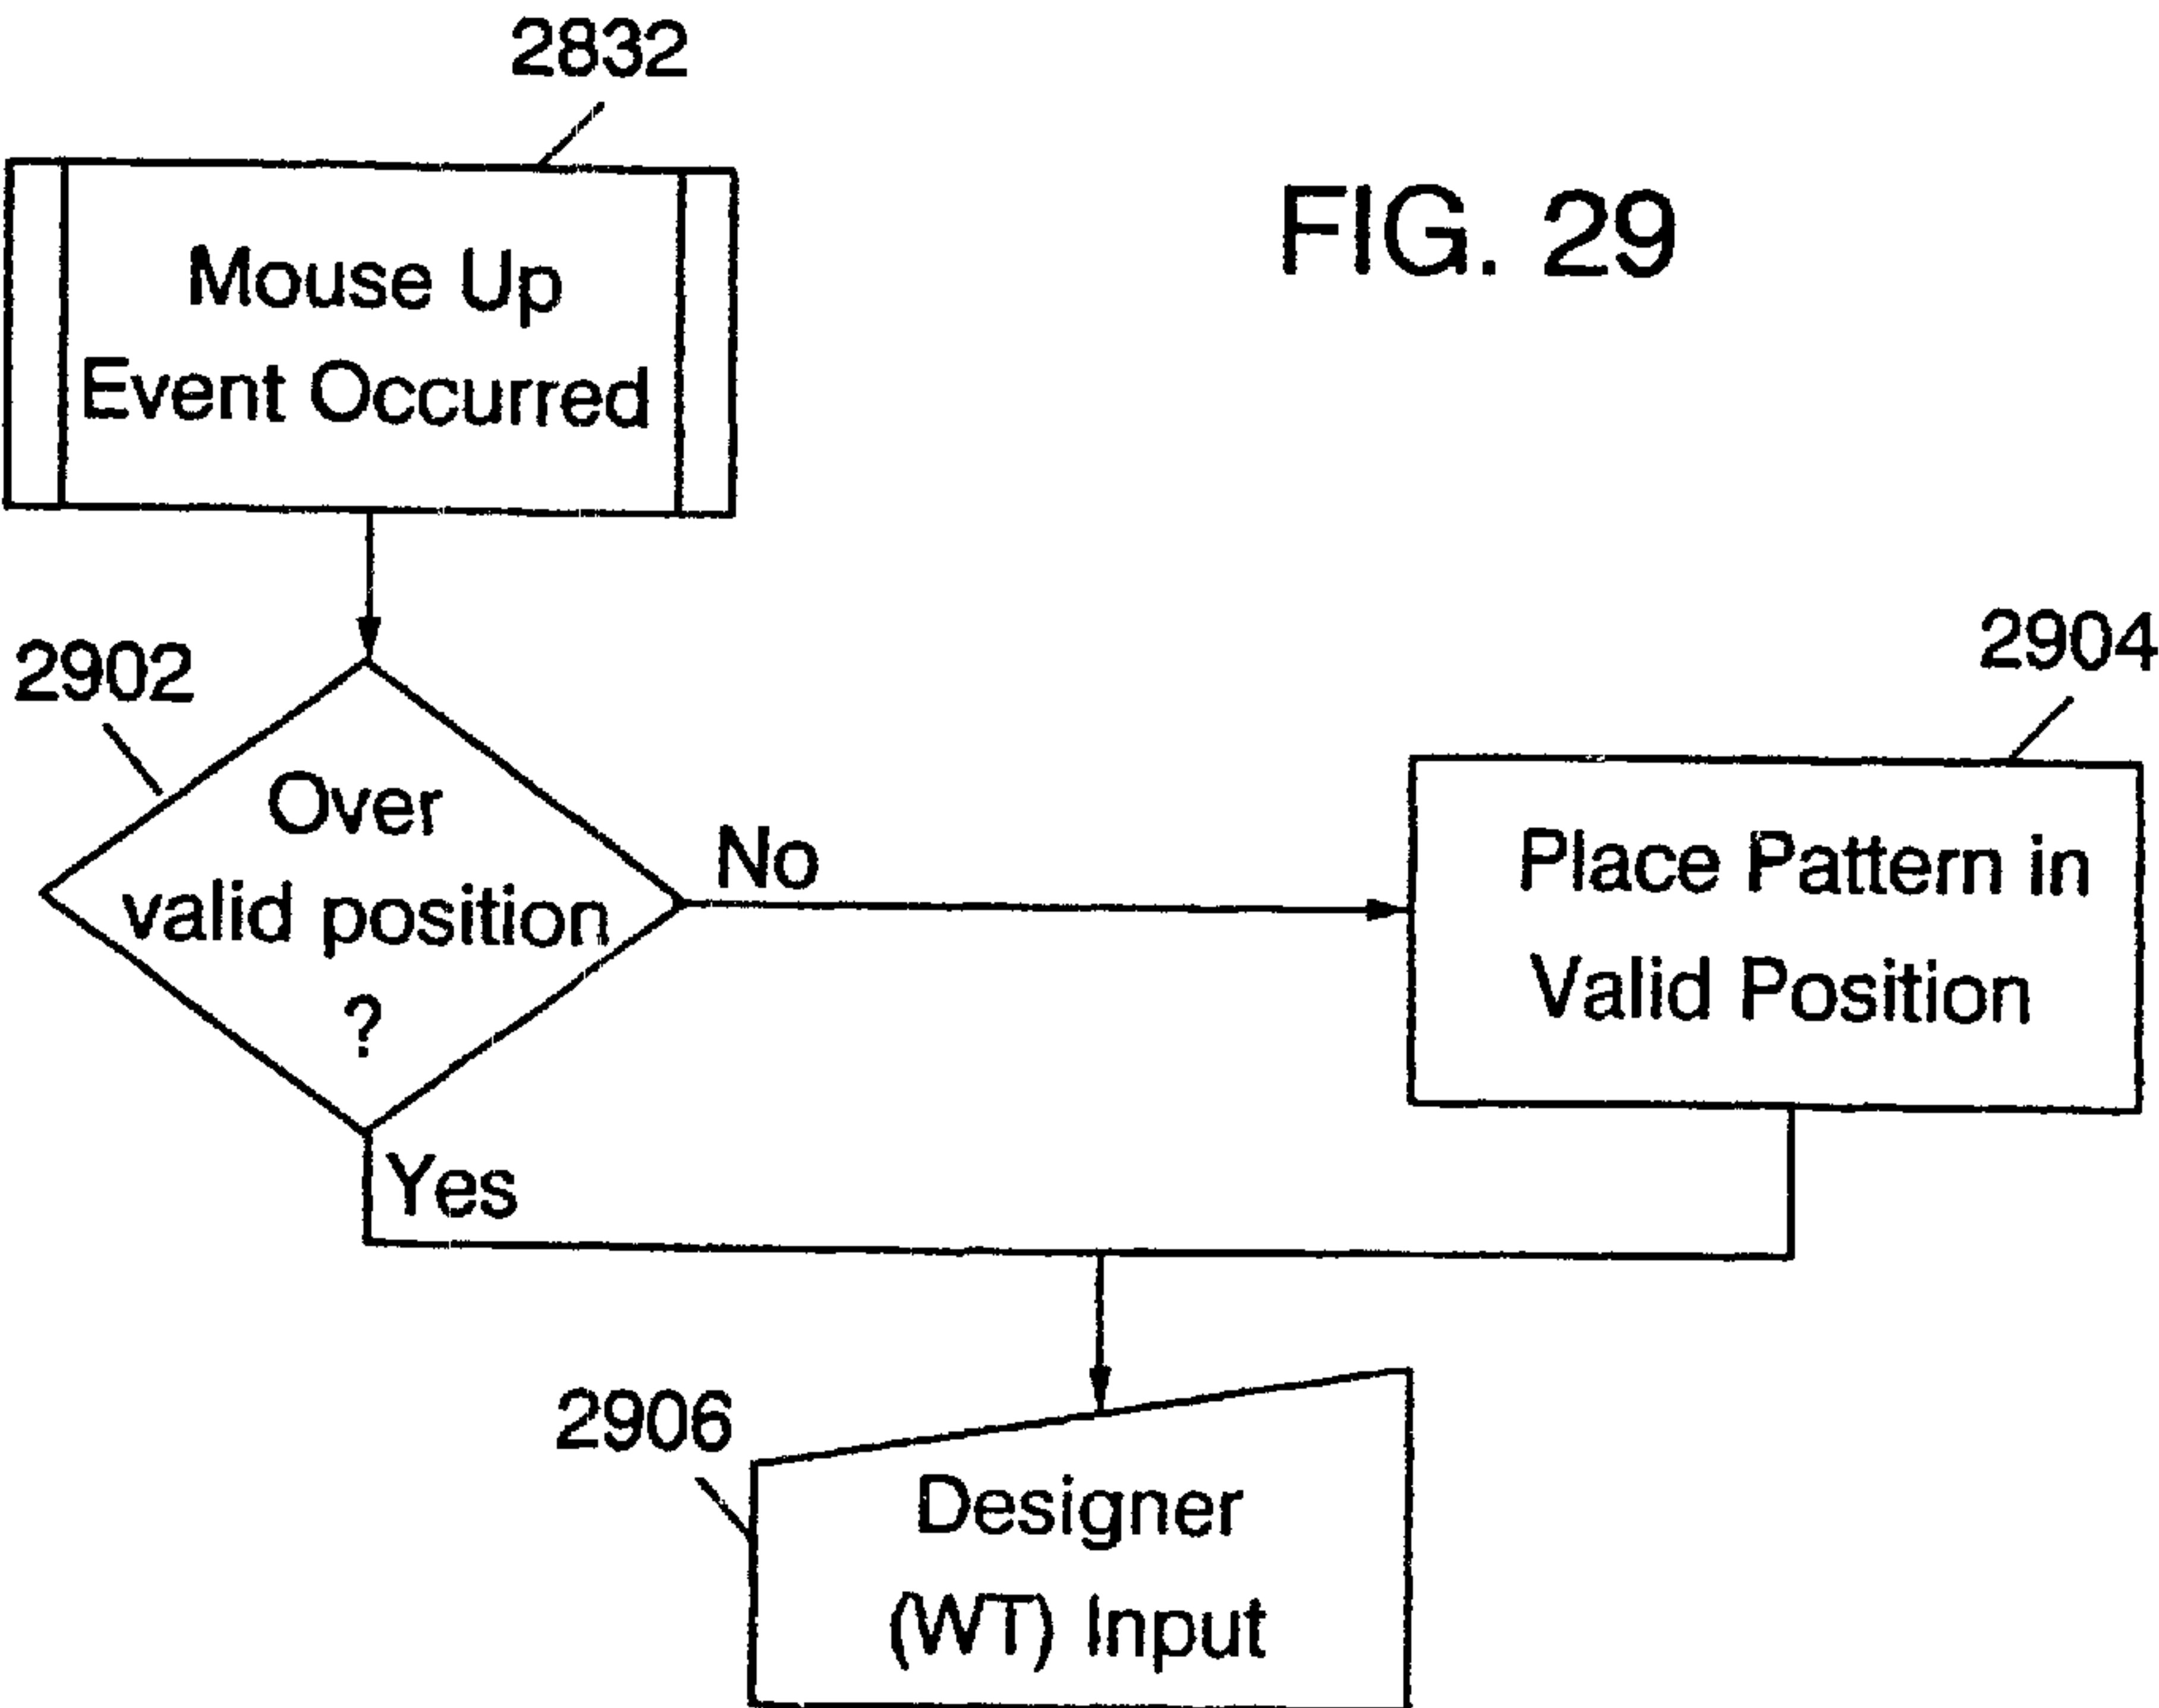 2832
FIG. 29
Mouse Up
Event Occurred
2902
2904
Over
valid position
?
No
Place Pattern in
Valid Position
Yes
2906
Designer
(WT) Input